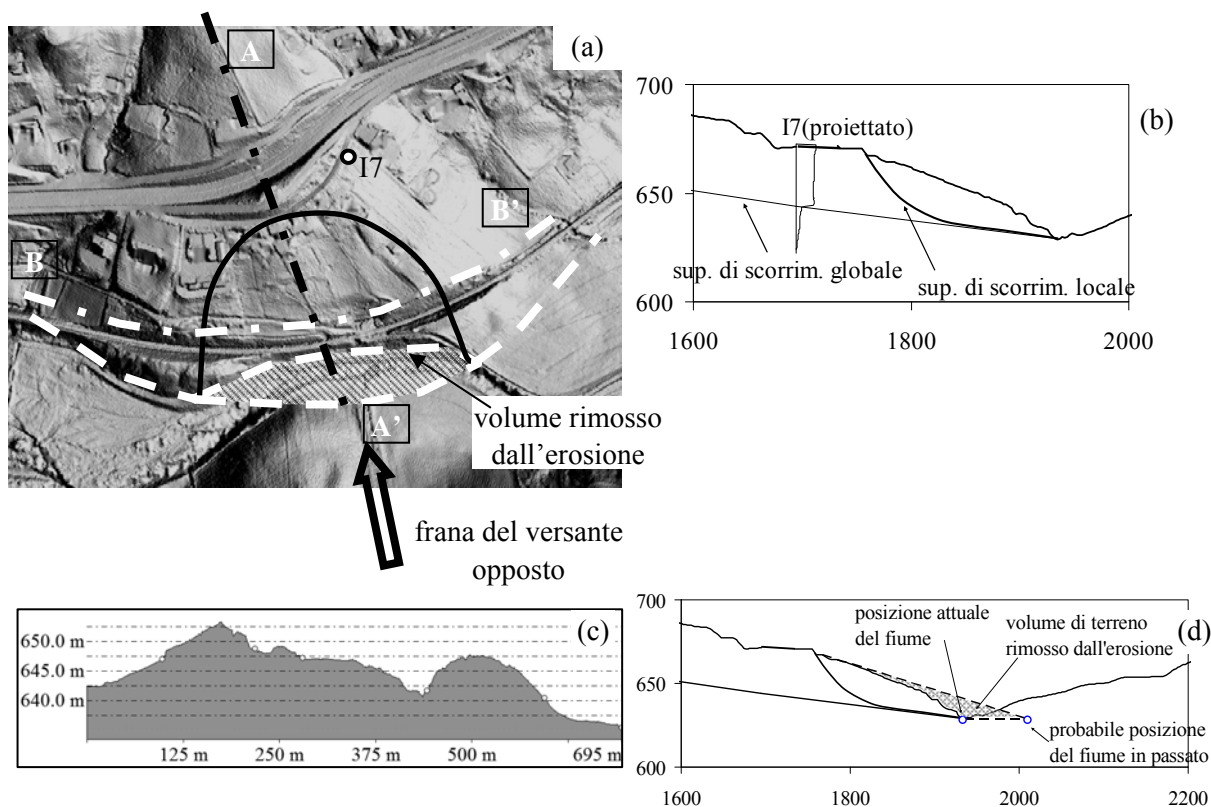 (a)
A
I7
B'
B
volume rimosso
dall'erosione
A'
frana del versante
opposto
(b)
700
650
600
I7(proiettato)
sup. di scorrim. globale
sup. di scorrim. locale
1600
1800
2000
(c)
650.0 m
645.0 m
640.0 m
125 m
250 m
375 m
500 m
695 m
(d)
700
650
600
posizione attuale
del fiume
volume di terreno
rimosso dall'erosione
probabile posizione
del fiume in passato
1600
1800
2000
2200